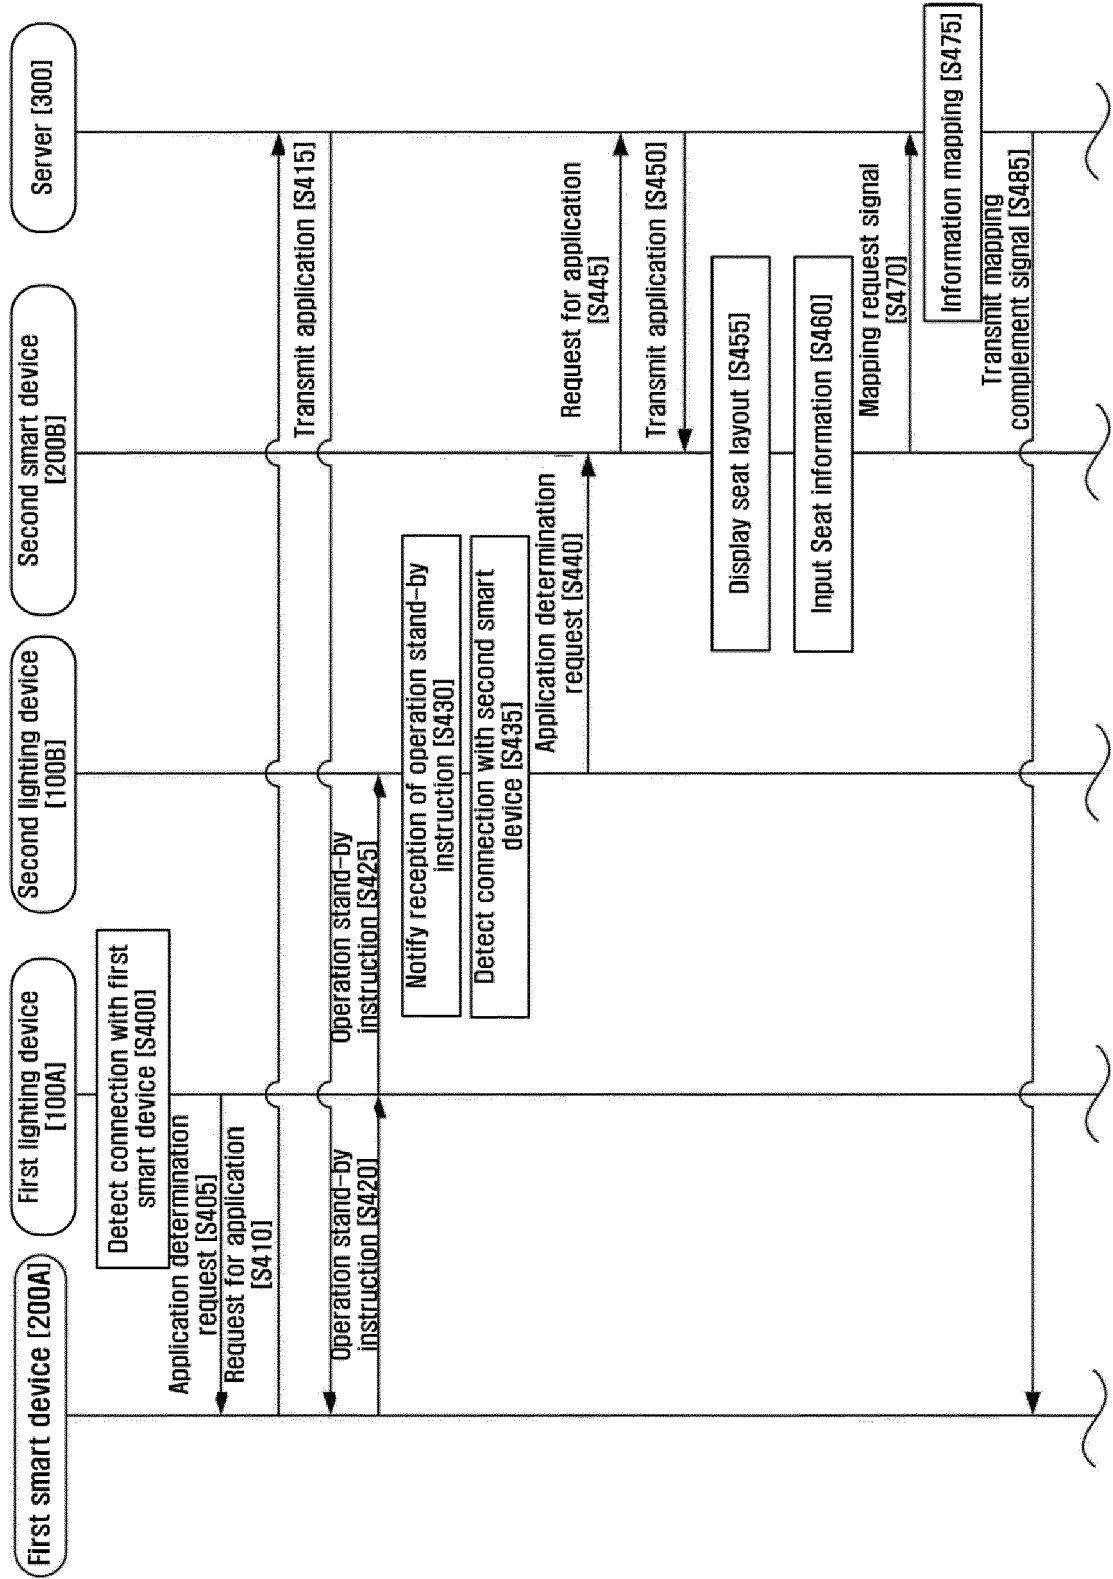 First smart device [200A]
First lighting device
[100A]
Second lighting device
[100B]
Second smart device
[200B]
Server [300]
Detect connection with first
smart device [S400]
Application determination
request [S405]
Request for application
[S410]
Transmit application [S415]
Operation stand-by
instruction [S420]
Operation stand-by
instruction [S425]
Notify reception of operation stand-by
instruction [S430]
Detect connection with second smart
device [S435]
Application determination
request [S440]
Request for application
[S445]
Transmit application [S450]
Display seat layout [S455]
Input Seat information [S460]
Mapping request signal
[S470]
Information mapping [S475]
Transmit mapping
complement signal [S485]